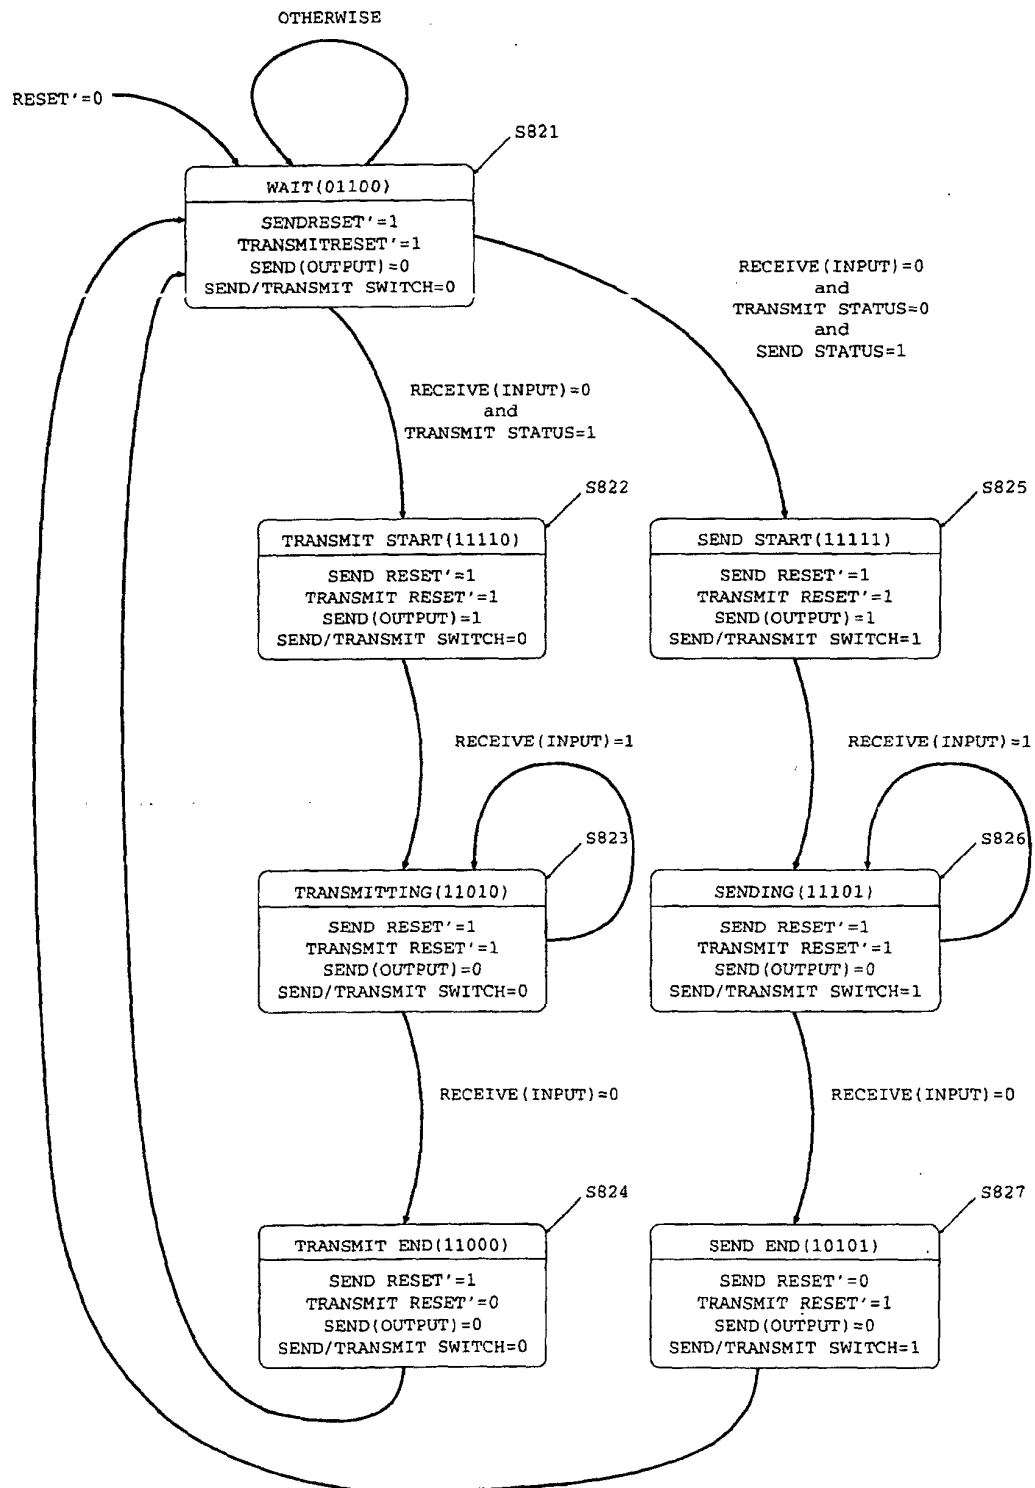 OTHERWISE
RESET'=0
S821
WAIT(01100)
SENDRESET'=1
TRANSMITRESET'=1
SEND(OUTPUT)=0
SEND/TRANSMIT SWITCH=0
RECEIVE(INPUT)=0
and
TRANSMIT STATUS=0
and
SEND STATUS=1
RECEIVE(INPUT)=0
and
TRANSMIT STATUS=1
S822
TRANSMIT START(11110)
SEND RESET'=1
TRANSMIT RESET'=1
SEND(OUTPUT)=1
SEND/TRANSMIT SWITCH=0
S825
SEND START(11111)
SEND RESET'=1
TRANSMIT RESET'=1
SEND(OUTPUT)=1
SEND/TRANSMIT SWITCH=1
RECEIVE(INPUT)=1
RECEIVE(INPUT)=1
S823
TRANSMITTING(11010)
SEND RESET'=1
TRANSMIT RESET'=1
SEND(OUTPUT)=0
SEND/TRANSMIT SWITCH=0
S826
SENDING(11101)
SEND RESET'=1
TRANSMIT RESET'=1
SEND(OUTPUT)=0
SEND/TRANSMIT SWITCH=1
RECEIVE(INPUT)=0
RECEIVE(INPUT)=0
S824
TRANSMIT END(11000)
SEND RESET'=1
TRANSMIT RESET'=0
SEND(OUTPUT)=0
SEND/TRANSMIT SWITCH=0
S827
SEND END(10101)
SEND RESET'=0
TRANSMIT RESET'=1
SEND(OUTPUT)=0
SEND/TRANSMIT SWITCH=1